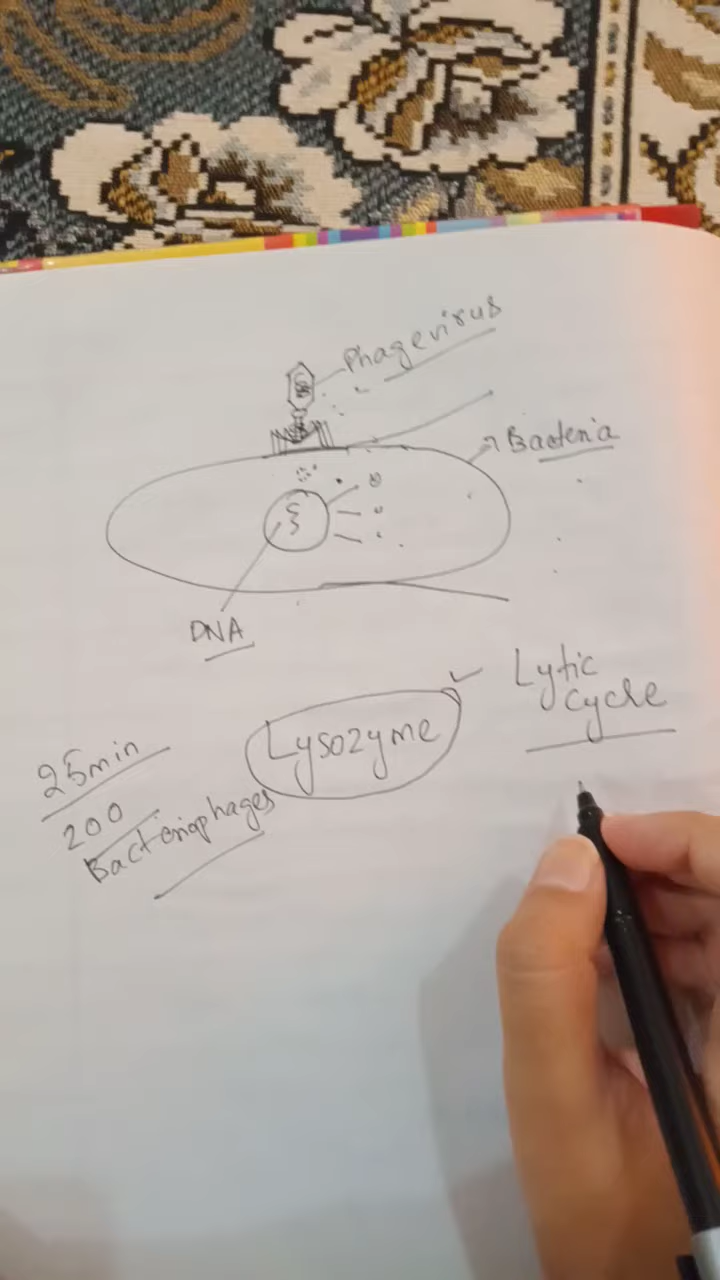 Phagevirus
Bacteria
DNA
Lytic
Cycle
Lysozyme
25min
200
Bacteriophages